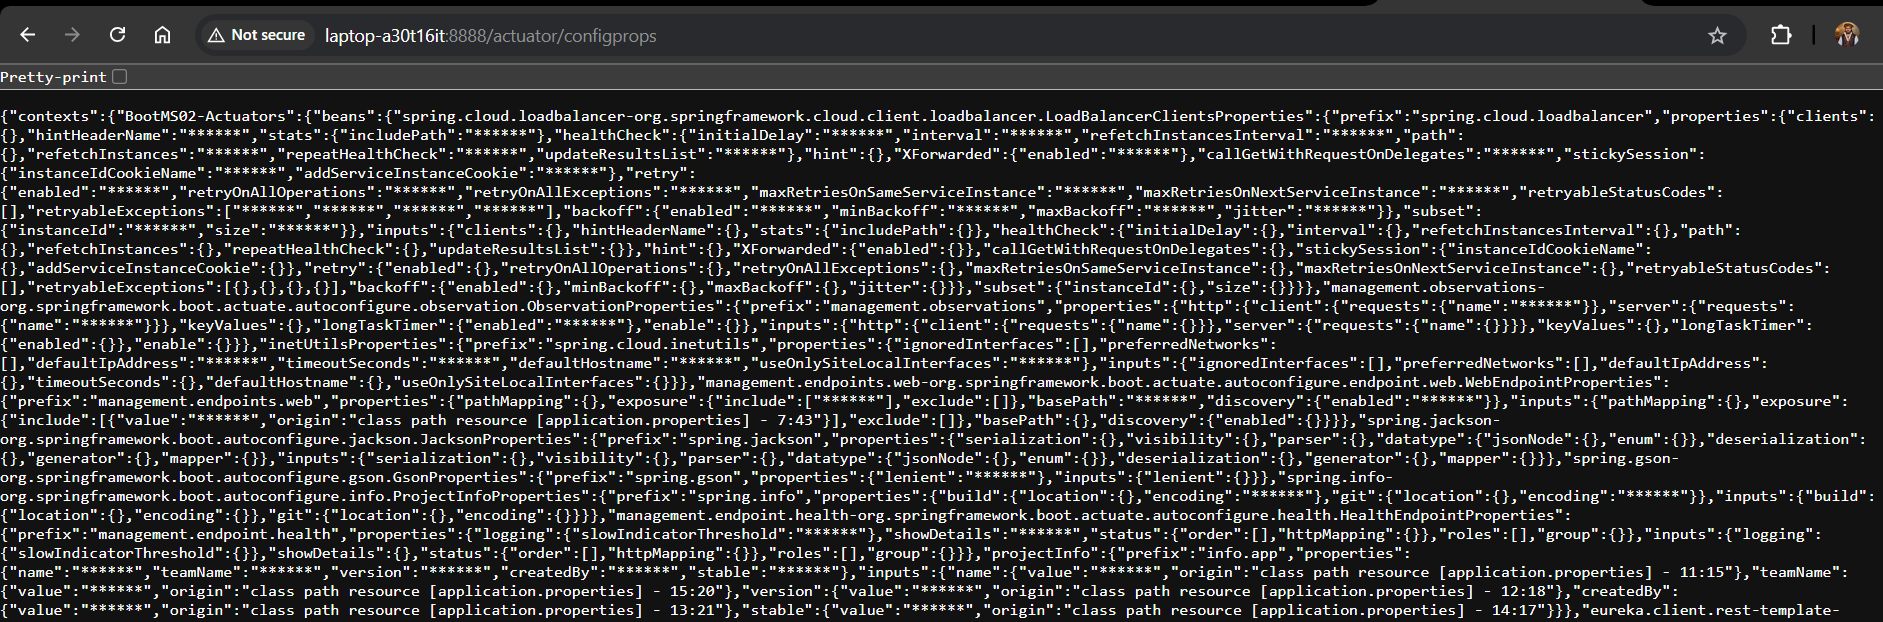 Not secure laptop-a30t16it:8888/actuator/configprops
Pretty-print
{"contexts":{"BootMS02-Actuators":{"beans":{"spring.cloud.loadbalancer-org.springframework.cloud.client.loadbalancer.LoadBalancerClientsProperties":{"prefix":"spring.cloud.loadbalancer","properties":{"clients":
{},"hintHeaderName":"******","stats":{"includePath":"******"},"healthCheck":{"initialDelay":"******","interval":"******","refetchInstancesInterval":"******","path":
{},"refetchInstances":"******","repeatHealthCheck":"******","updateResultsList":"******"},"hint":{},"XForwarded":{"enabled":"******"},"callGetWithRequestOnDelegates":"******","stickySession":
{"instanceIdCookieName":"******","addServiceInstanceCookie":"******"},"retry":
{"enabled":"******","retryOnAllOperations":"******","retryOnAllExceptions":"******","maxRetriesOnSameServiceInstance":"******","maxRetriesOnNextServiceInstance":"******","retryableStatusCodes":
[],"retryableExceptions":["******","******","******","******"],"backoff":{"enabled":"******","minBackoff":"******","maxBackoff":"******","jitter":"******"}},"subset":
{"instanceId":"******","size":"******"}},"inputs":{"clients":{},"hintHeaderName":{},"stats":{"includePath":{}},"healthCheck":{"initialDelay":{},"interval":{},"refetchInstancesInterval":{},"path":
{},"refetchInstances":{},"repeatHealthCheck":{},"updateResultsList":{}},"hint":{},"XForwarded":{"enabled":{}},"callGetWithRequestOnDelegates":{},"stickySession":{"instanceIdCookieName":
{},"addServiceInstanceCookie":{}},"retry":{"enabled":{},"retryOnAllOperations":{},"retryOnAllExceptions":{},"maxRetriesOnSameServiceInstance":{},"maxRetriesOnNextServiceInstance":{},"retryableStatusCodes":
[],"retryableExceptions":[{},{},{},{}],"backoff":{"enabled":{},"minBackoff":{},"maxBackoff":{},"jitter":{}}},"subset":{"instanceId":{},"size":{}}}},"management.observations-
org.springframework.boot.actuate.autoconfigure.observation.ObservationProperties":{"prefix":"management.observations","properties":{"http":{"client":{"requests":{"name":"******"}},"server":{"requests":
{"name":"******"}}},"keyValues":{},"longTaskTimer":{"enabled":"******"},"enable":{}},"inputs":{"http":{"client":{"requests":{"name":{}}},"server":{"requests":{"name":{}}}},"keyValues":{},"longTaskTimer":
{"enabled":{}},"enable":{}}},"inetUtilsProperties":{"prefix":"spring.cloud.inetutils","properties":{"ignoredInterfaces":[],"preferredNetworks":
[],"defaultIpAddress":"******","timeoutSeconds":"******","defaultHostname":"******","useOnlySiteLocalInterfaces":"******"},"inputs":{"ignoredInterfaces":[],"preferredNetworks":[],"defaultIpAddress":
{},"timeoutSeconds":{},"defaultHostname":{},"useOnlySiteLocalInterfaces":{}}},"management.endpoints.web-org.springframework.boot.actuate.autoconfigure.endpoint.web.WebEndpointProperties":
{"prefix":"management.endpoints.web","properties":{"pathMapping":{},"exposure":{"include":["******"],"exclude":[]},"basePath":"******","discovery":{"enabled":"******"}},"inputs":{"pathMapping":{},"exposure":
{"include":[{"value":"******","origin":"class path resource [application.properties] - 7:43"}],"exclude":[]},"basePath":{},"discovery":{"enabled":{}}}},"spring.jackson-
org.springframework.boot.autoconfigure.jackson.JacksonProperties":{"prefix":"spring.jackson","properties":{"serialization":{},"visibility":{},"parser":{},"datatype":{"jsonNode":{},"enum":{}},"deserialization":
{},"generator":{},"mapper":{}},"inputs":{"serialization":{},"visibility":{},"parser":{},"datatype":{"jsonNode":{},"enum":{}},"deserialization":{},"generator":{},"mapper":{}}},"spring.gson-
org.springframework.boot.autoconfigure.gson.GsonProperties":{"prefix":"spring.gson","properties":{"lenient":"******"},"inputs":{"lenient":{}}},"spring.info-
org.springframework.boot.autoconfigure.info.ProjectInfoProperties":{"prefix":"spring.info","properties":{"build":{"location":{},"encoding":"******"},"git":{"location":{},"encoding":"******"}},"inputs":{"build":
{"location":{},"encoding":{}},"git":{"location":{},"encoding":{}}}},"management.endpoint.health-org.springframework.boot.actuate.autoconfigure.health.HealthEndpointProperties":
{"prefix":"management.endpoint.health","properties":{"logging":{"slowIndicatorThreshold":"******"},"showDetails":"******","status":{"order":[],"httpMapping":{}},"roles":[],"group":{}},"inputs":{"logging":
{"slowIndicatorThreshold":{}},"showDetails":{},"status":{"order":[],"httpMapping":{}},"roles":[],"group":{}}},"projectInfo":{"prefix":"info.app","properties":
{"name":"******","teamName":"******","version":"******","createdBy":"******","stable":"******"},"inputs":{"name":{"value":"******","origin":"class path resource [application.properties] - 11:15"},"teamName":
{"value":"******","origin":"class path resource [application.properties] - 15:20"},"version":{"value":"******","origin":"class path resource [application.properties] - 12:18"},"createdBy":
{"value":"******","origin":"class path resource [application.properties] - 13:21"},"stable":{"value":"******","origin":"class path resource [application.properties] - 14:17"}}},"eureka.client.rest-template-